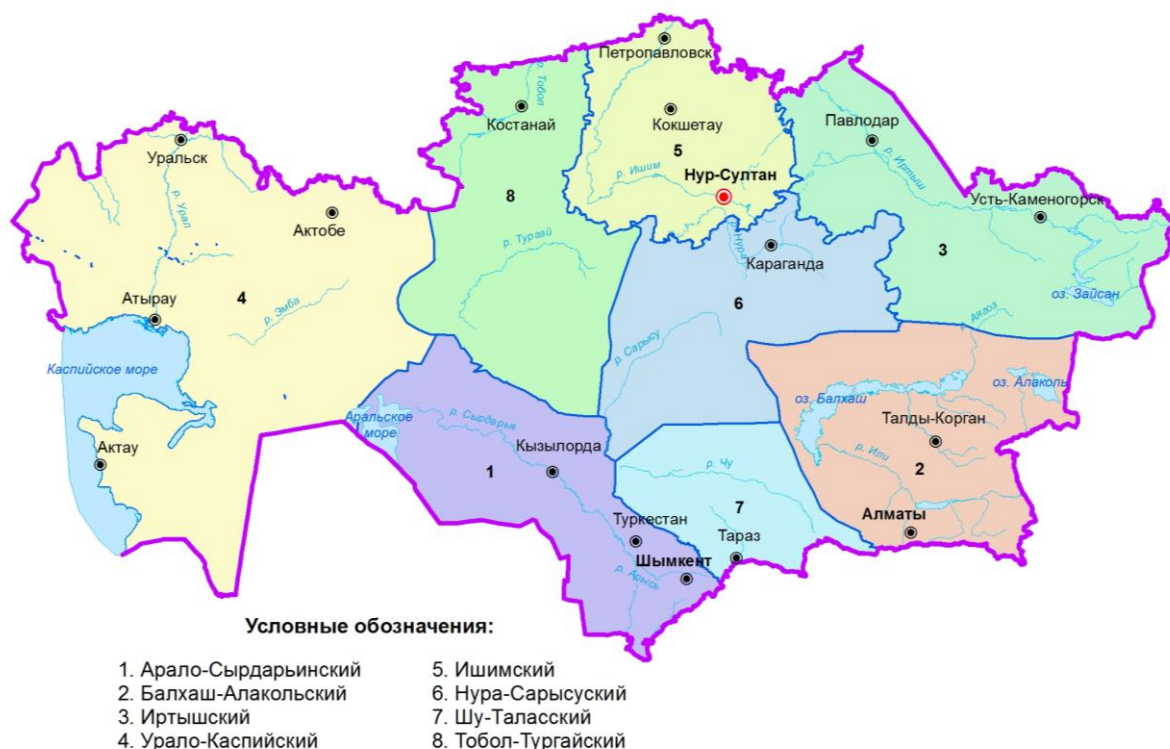 Петропавловск
р. Тобол
Костанай
Кокшетау
Павлодар
Уральск
5
р. Иртыш
р. Ишим
Нур-Султан
Усть-Каменогорск
8
р. Урал
Актобе
р. Нура
р. Тургай
Караганда
3
Атырау
4
р. Эмба
6
оз. Зайсан
р. Аягоз
р. Сарысу
Каспийское море
оз. Алаколь
оз. Балхаш
Аральское
море
р. Сырдарья
Талды-Корган
Актау
Кызылорда
1
р. Чу
р. Или
2
7
Туркестан
Алматы
Тараз
Шымкент
р. Арысь
Условные обозначения:
1. Арало-Сырдарьинский
2. Балхаш-Алакольский
3. Иртышский
4. Урало-Каспийский
5. Ишимский
6. Нура-Сарысуский
7. Шу-Таласский
8. Тобол-Тургайский